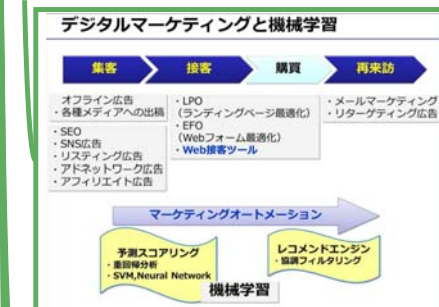 デジタルマーケティングと機械学習
集客
接客
購買
再来訪
オフライン広告
・各種メディアへの出稿
・SEO
・SNS広告
・リスティング広告
・アドネットワーク広告
・アフィリエイト広告
・LPO
(ランディングページ最適化)
・EFO
(Webフォーム最適化)
・Web接客ツール
・メールマーケティング
・リターゲティング広告
マーケティングオートメーション
予測スコアリング
・重回帰分析
・SVM,Neural Network
レコメンドエンジン
・協調フィルタリング
機械学習